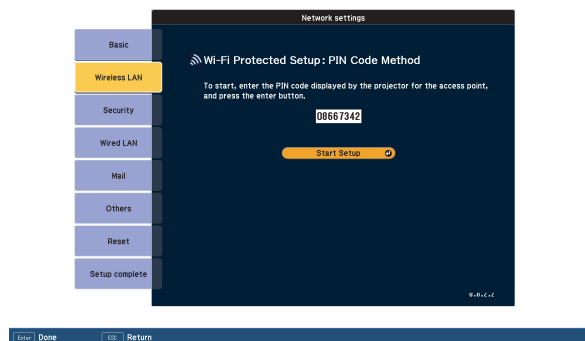 Network settings
Basic
Wireless LAN
Security
Wired LAN
Mail
Others
Reset
Setup complete
Wi-Fi Protected Setup: PIN Code Method
To start, enter the PIN code displayed by the projector for the access point,
and press the enter button.
08667342
Start Setup
Enter Done
ESC Return